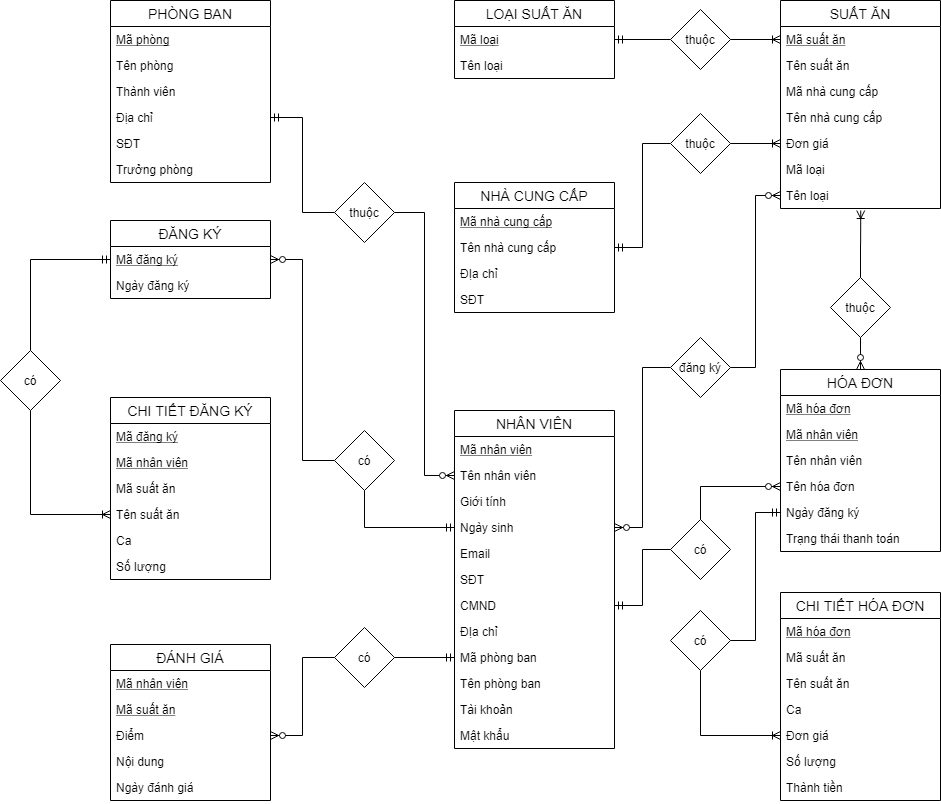 PHÒNG BAN
Mã phòng
Tên phòng
Thành viên
Địa chỉ
SĐT
Trưởng phòng
LOẠI SUẤT ĂN
Mã loại
Tên loại
thuộc
SUẤT ĂN
Mã suất ăn
Tên suất ăn
Mã nhà cung cấp
Tên nhà cung cấp
Đơn giá
Mã loại
Tên loại
thuộc
NHÀ CUNG CẤP
Mã nhà cung cấp
Tên nhà cung cấp
Địa chỉ
SĐT
thuộc
ĐĂNG KÝ
Mã đăng ký
Ngày đăng ký
thuộc
có
đăng ký
CHI TIẾT ĐĂNG KÝ
Mã đăng ký
Mã nhân viên
Mã suất ăn
Tên suất ăn
Ca
Số lượng
có
NHÂN VIÊN
Mã nhân viên
Tên nhân viên
Giới tính
Ngày sinh
Email
SĐT
CMND
Địa chỉ
Mã phòng ban
Tên phòng ban
Tài khoản
Mật khẩu
HÓA ĐƠN
Mã hóa đơn
Mã nhân viên
Tên nhân viên
Tên hóa đơn
Ngày đăng ký
Trạng thái thanh toán
có
có
ĐÁNH GIÁ
Mã nhân viên
Mã suất ăn
Điểm
Nội dung
Ngày đánh giá
có
CHI TIẾT HÓA ĐƠN
Mã hóa đơn
Mã suất ăn
Tên suất ăn
Ca
Đơn giá
Số lượng
Thành tiền